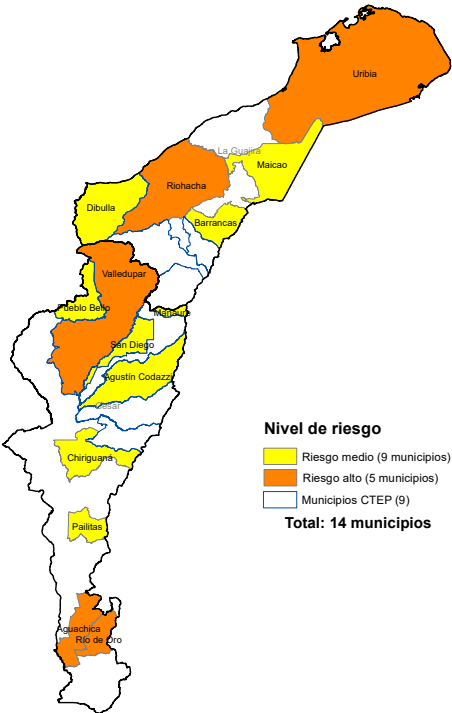 Uribia
La Guajira
Maicao
Riohacha
Dibulla
Barrancas
Valledupar
Pueblo Bello
Manaure
San Diego
Agustín Codazzi
Cesar
Nivel de riesgo
Riesgo medio (9 municipios)
Chiriguaná
Riesgo alto (5 municipios)
Municipios CTEP (9)
Total: 14 municipios
Pailitas
Aguachica
Río de Oro